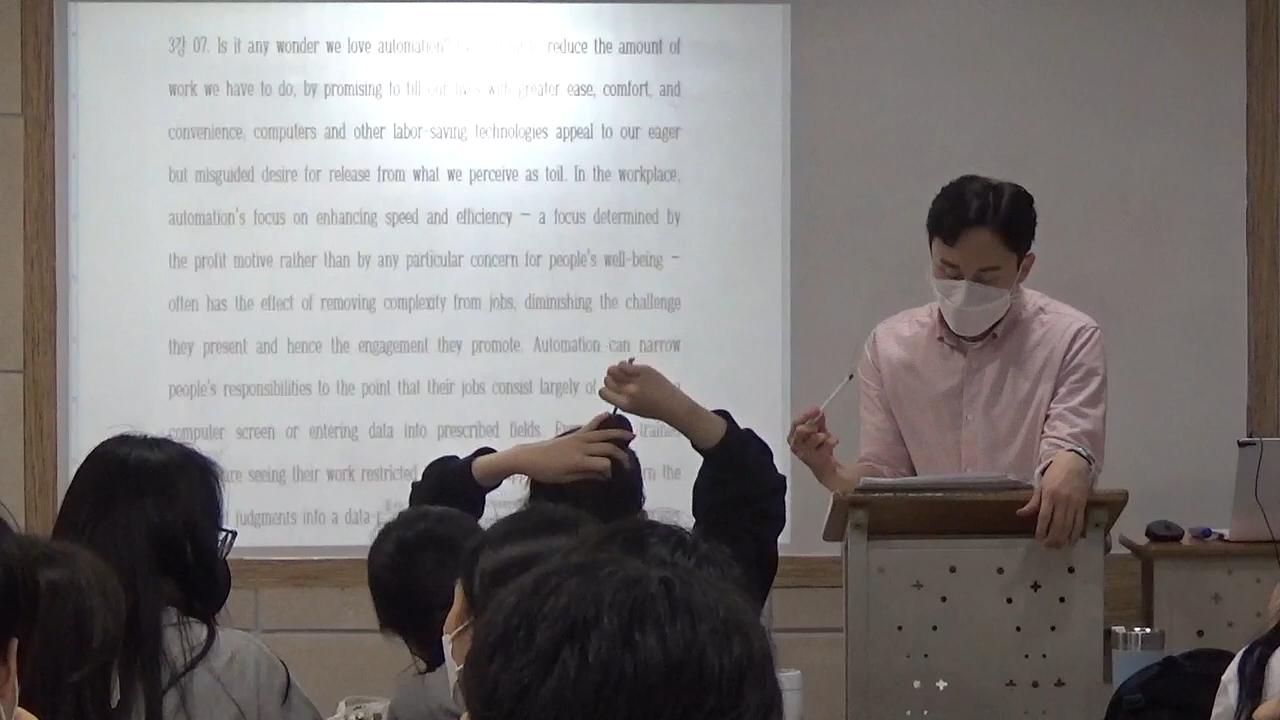 3강 07. Is it any wonder we love automation? reduce the amount of
work we have to do, by promising to fill our lives with greater ease, comfort, and
convenience, computers and other labor-saving technologies appeal to our eager
but misguided desire for release from what we perceive as toil. In the workplace,
automation's focus on enhancing speed and efficiency - a focus determined by
the profit motive rather than by any particular concern for people's well-being -
often has the effect of removing complexity from jobs, diminishing the challenge
they present and hence the engagement they promote. Automation can narrow
people's responsibilities to the point that their jobs consist largely of
computer screen or entering data into prescribed fields. trained
are seeing their work restricted the
judgments into a data-